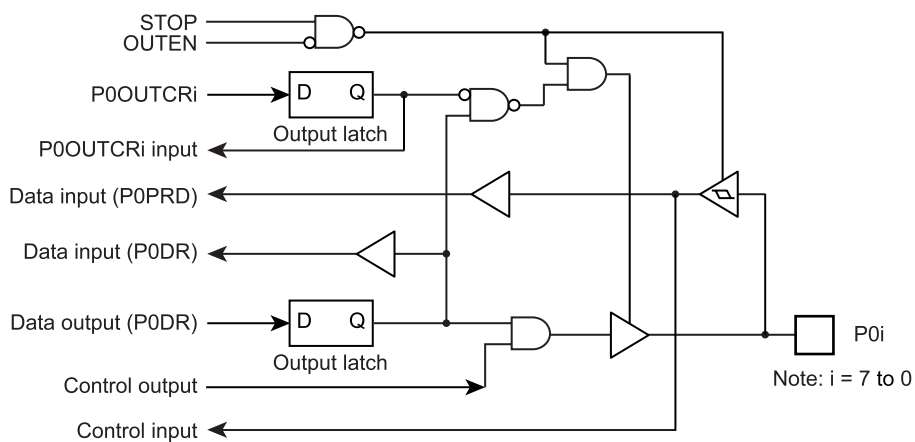 STOP
OUTEN
P0OUTCRi
D Q
Output latch
P0OUTCRi input
Data input (P0PRD)
Data input (P0DR)
Data output (P0DR)
D Q
Output latch
P0i
Control output
Note: i = 7 to 0
Control input